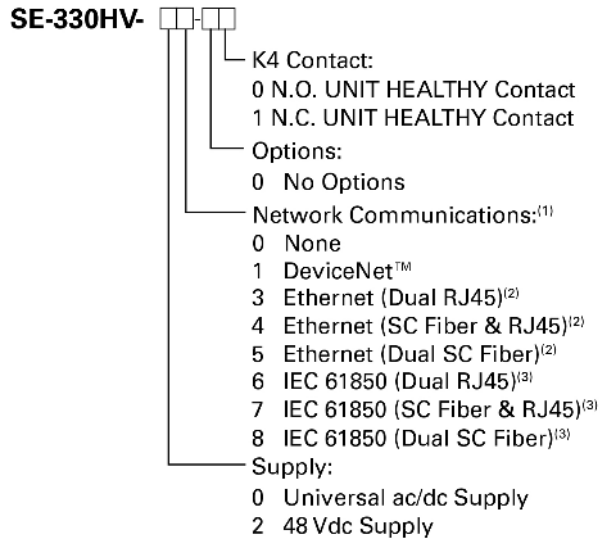 SE-330HV- □□-□□
K4 Contact:
0 N.O. UNIT HEALTHY Contact
1 N.C. UNIT HEALTHY Contact
Options:
0 No Options
Network Communications:⁽¹⁾
0 None
1 DeviceNet™
3 Ethernet (Dual RJ45)⁽²⁾
4 Ethernet (SC Fiber & RJ45)⁽²⁾
5 Ethernet (Dual SC Fiber)⁽²⁾
6 IEC 61850 (Dual RJ45)⁽³⁾
7 IEC 61850 (SC Fiber & RJ45)⁽³⁾
8 IEC 61850 (Dual SC Fiber)⁽³⁾
Supply:
0 Universal ac/dc Supply
2 48 Vdc Supply